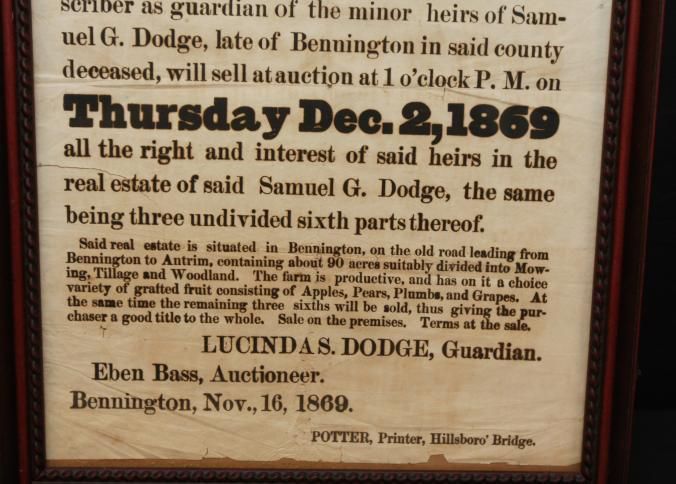 scriber as guardian of the minor heirs of Sam-
uel G. Dodge, late of Bennington in said county
deceased, will sell at auction at 1 o'clock P. M. on
Thursday Dec. 2, 1869
all the right and interest of said heirs in the
real estate of said Samuel G. Dodge, the same
being three undivided sixth parts thereof.
Said real estate is situated in Bennington, on the old road leading from
Bennington to Antrim, containing about 90 acres suitably divided into Mow-
ing, Tillage and Woodland. The farm is productive, and has on it a choice
variety of grafted fruit consisting of Apples, Pears, Plumbs, and Grapes. At
the same time the remaining three sixths will be sold, thus giving the pur-
chaser a good title to the whole. Sale on the premises. Terms at the sale.
LUCINDA S. DODGE, Guardian.
Eben Bass, Auctioneer.
Bennington, Nov., 16, 1869.
POTTER, Printer, Hillsboro' Bridge.